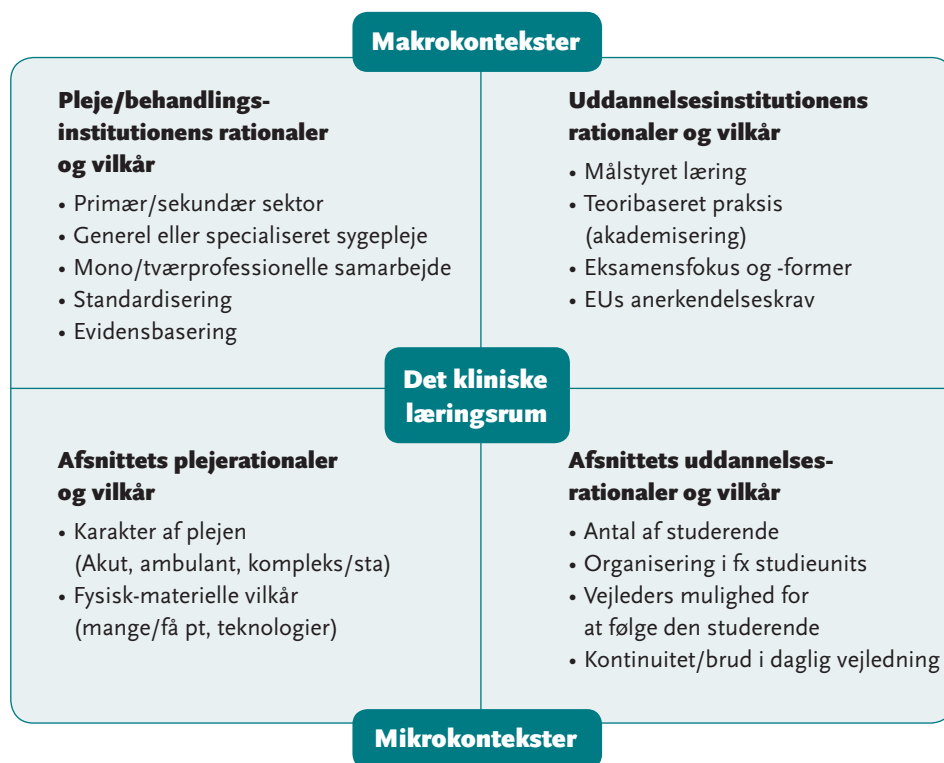 Makrokontekster
Pleje/behandlings-
institutionens rationaler
og vilkår
• Primær/sekundær sektor
• Generel eller specialiseret sygepleje
• Mono/tværprofessionelle samarbejde
• Standardisering
• Evidensbasering
Uddannelsesinstitutionens
rationaler og vilkår
• Målstyret læring
• Teoribaseret praksis
(akademisering)
• Eksamensfokus og -former
• EUs anerkendelseskrav
Det kliniske
læringsrum
Afsnittets plejerationaler
og vilkår
• Karakter af plejen
(Akut, ambulant, kompleks/sta)
• Fysisk-materielle vilkår
(mange/få pt, teknologier)
Afsnittets uddannelses-
rationaler og vilkår
• Antal af studerende
• Organisering i fx studieunits
• Vejleders mulighed for
at følge den studerende
• Kontinuitet/brud i daglig vejledning
Mikrokontekster